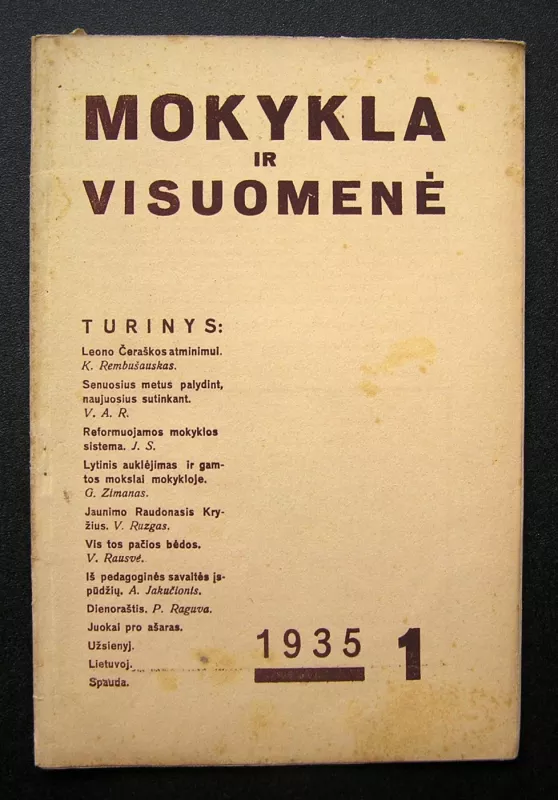 MOKYKLA
IR
VISUOMENĖ
TURINYS:
Leono Čeraškos atminimui.
K. Rembušauskas.
Senuosius metus palydint,
naujuosius sutinkant.
V. A. R.
Reformuojamos mokyklos
sistema. J. S.
Lytinis auklėjimas ir gam-
tos mokslai mokykloje.
G. Zimanas.
Jaunimo Raudonasis Kry-
žius. V. Ruzgas.
Vis tos pačios bėdos.
V. Rausvė.
Iš pedagoginės savaitės įs-
pūdžių. A. Jakučionis.
Dienoraštis. P. Raguva.
Juokai pro ašaras.
Užsienyj.
Lietuvoj.
Spauda.
1935 1